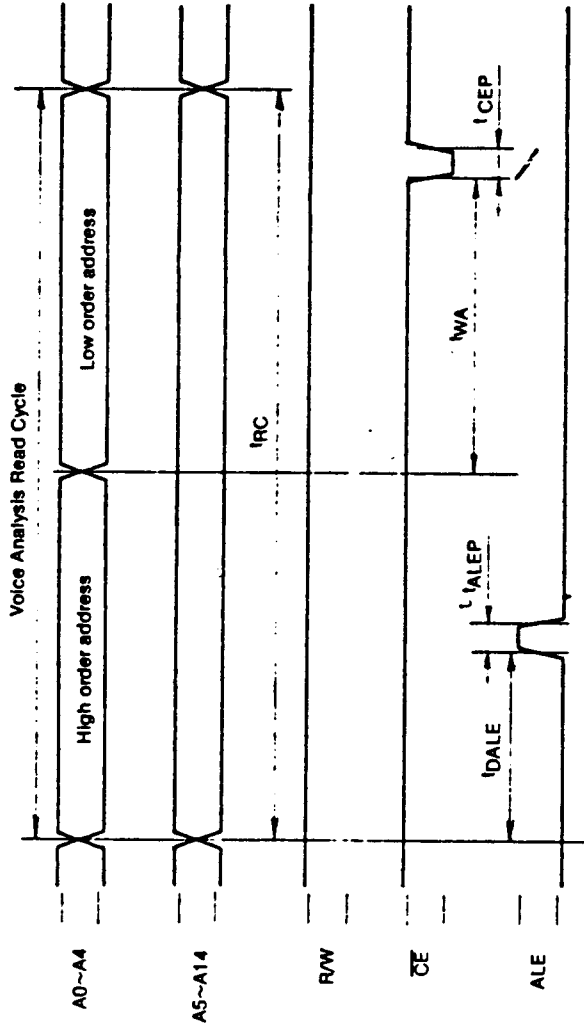 Voice Analysis Read Cycle
A0~A4
High order address
Low order address
A5~A14
tRC
R/W
CE
tWA
tCEP
ALE
tDALE
tALEP